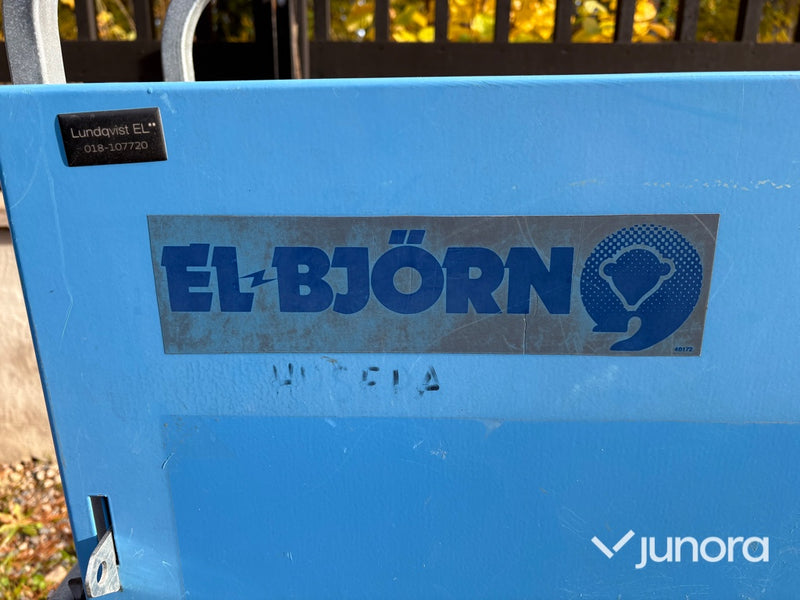 Lundqvist EL
018-107720
EL-BJÖRN
40172
junora